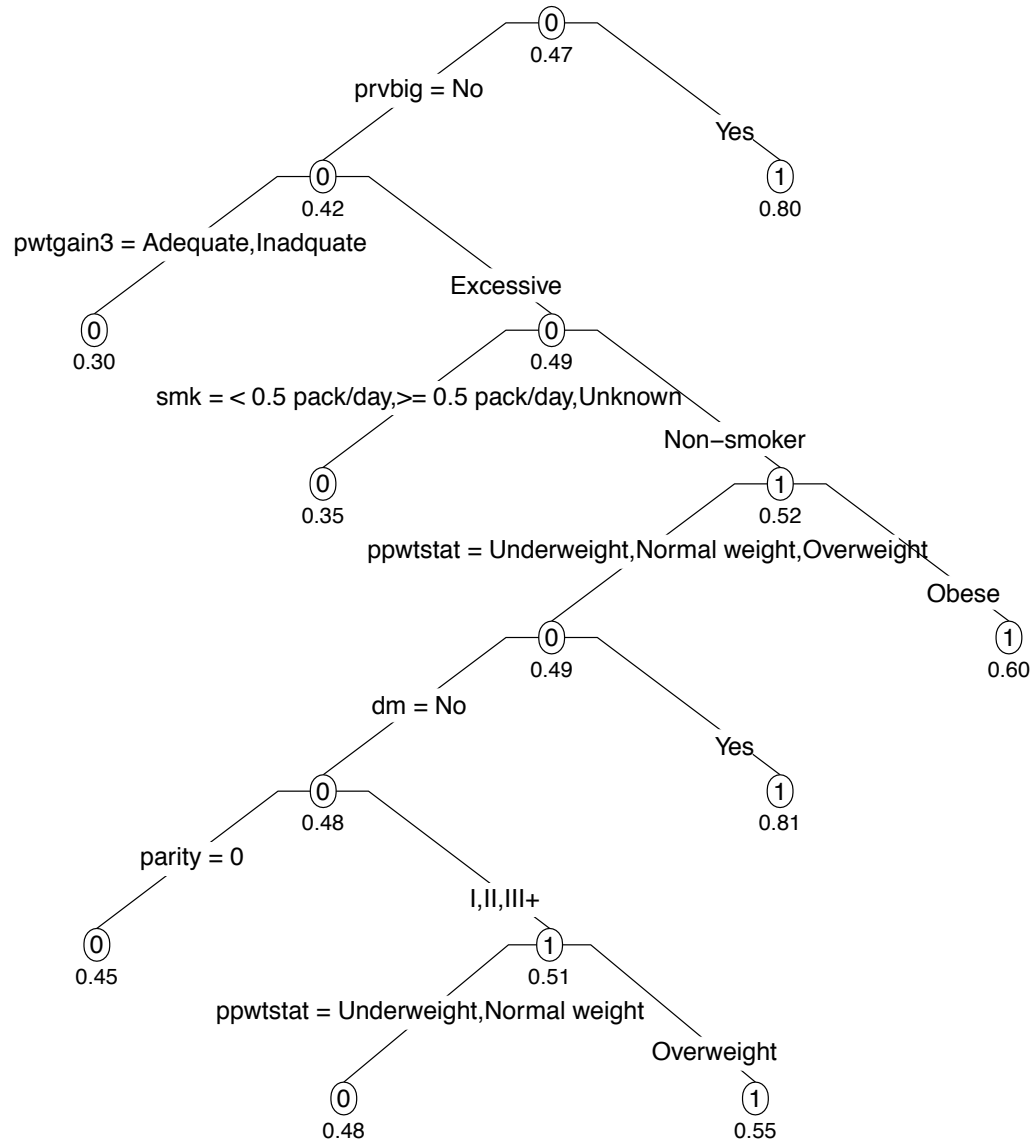 0
0.47
prvbig = No
Yes
0
0.42
1
0.80
pwtgain3 = Adequate,Inadquate
Excessive
0
0.30
0
0.49
smk = < 0.5 pack/day,>= 0.5 pack/day,Unknown
Non−smoker
0
0.35
1
0.52
ppwtstat = Underweight,Normal weight,Overweight
Obese
0
0.49
1
0.60
dm = No
Yes
0
0.48
1
0.81
parity = 0
I,II,III+
0
0.45
1
0.51
ppwtstat = Underweight,Normal weight
Overweight
0
0.48
1
0.55